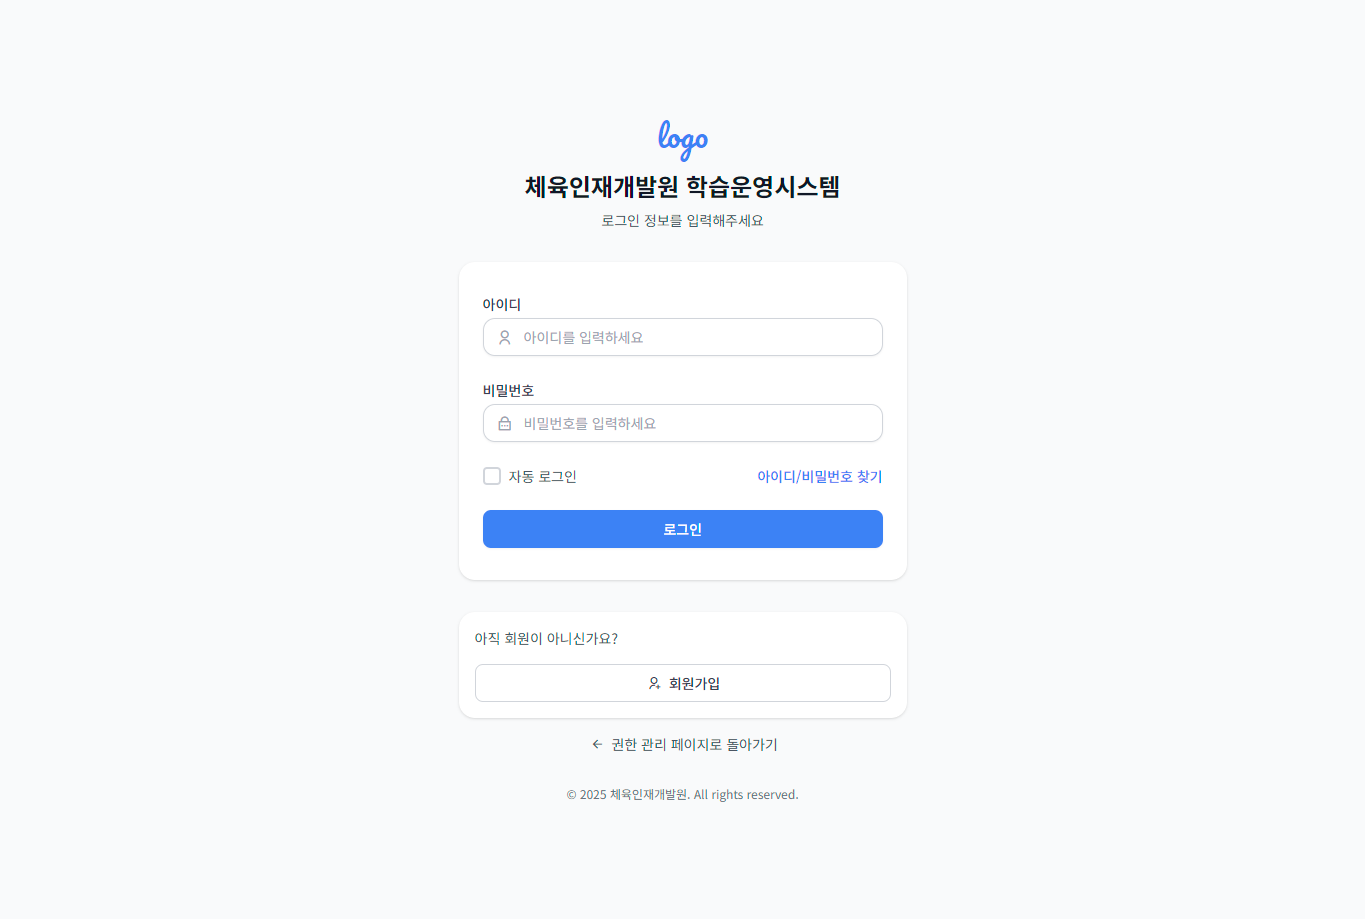 logo
체육인재개발원 학습운영시스템
로그인 정보를 입력해주세요
아이디
아이디를 입력하세요
비밀번호
비밀번호를 입력하세요
자동 로그인 아이디/비밀번호 찾기
로그인
아직 회원이 아니신가요?
회원가입
← 권한 관리 페이지로 돌아가기
© 2025 체육인재개발원. All rights reserved.